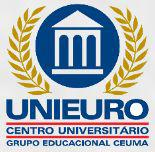 UNIEURO
CENTRO UNIVERSITÁRIO
GRUPO EDUCACIONAL CEUMA